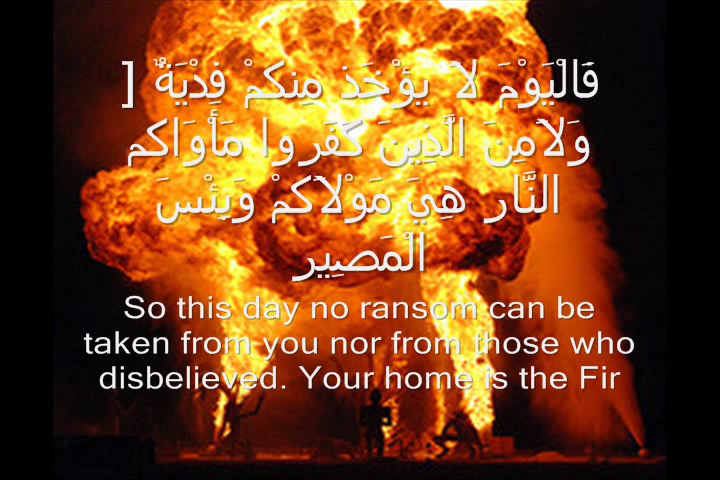 فَالْيَوْمَ لَا يُؤْخَذُ مِنكُمْ فِدْيَةٌ [
وَلَا مِنَ الَّذِينَ كَفَرُوا مَأْوَاكُم
النَّار هِيَ مَوْلَاكُمْ وَبِئْسَ
الْمَصِير
So this day no ransom can be
taken from you nor from those who
disbelieved. Your home is the Fir